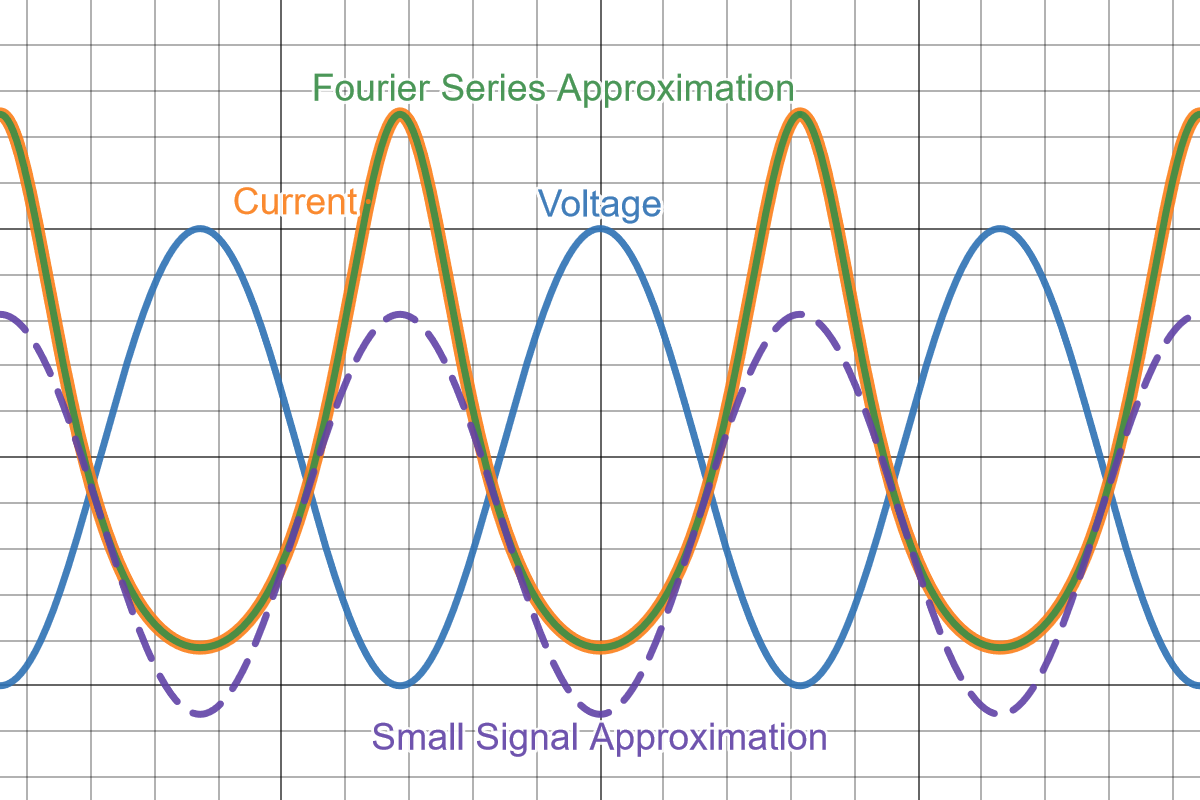 Fourier Series Approximation
Current
Voltage
Small Signal Approximation